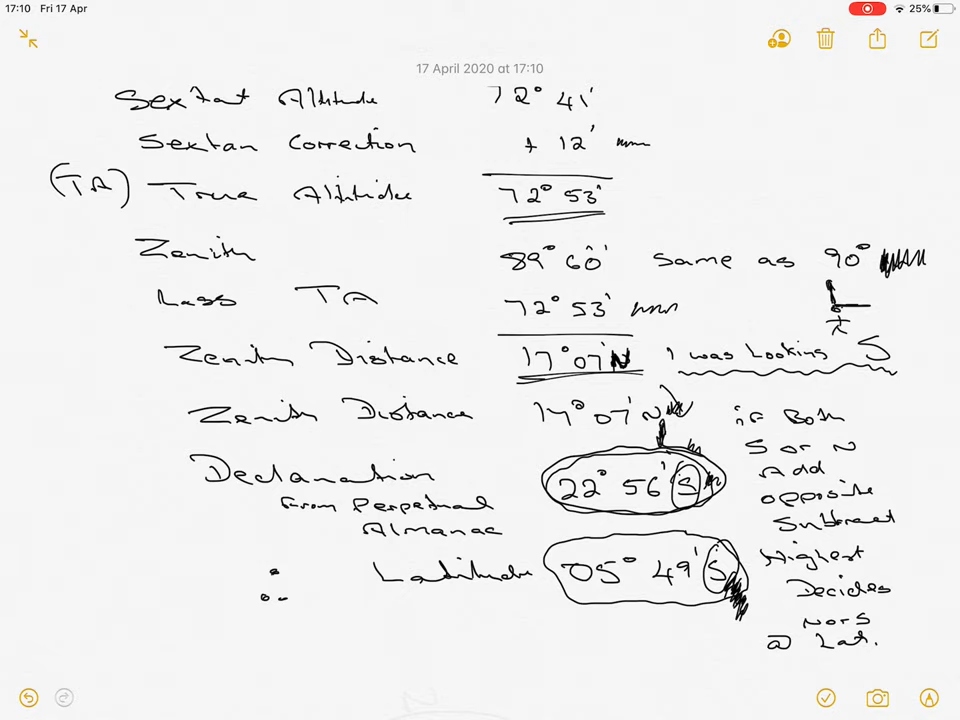 17:10 Fri 17 Apr
25%
17 April 2020 at 17:10
Sextant Altitude 72° 41'
Sextan Correction + 12'
(TA) True Altitude 72° 53'
Zenith 89° 60' Same as 90°
Less TA 72° 53'
Zenith Distance 17° 07' N I was Looking S
Zenith Distance 17° 07' N if Both
S or N
Declanation 22° 56' S Add
From Perpetual opposite
Almanac Subtract
∴ Latitude 05° 49' S Highest
Decides
N or S
@ Lat.